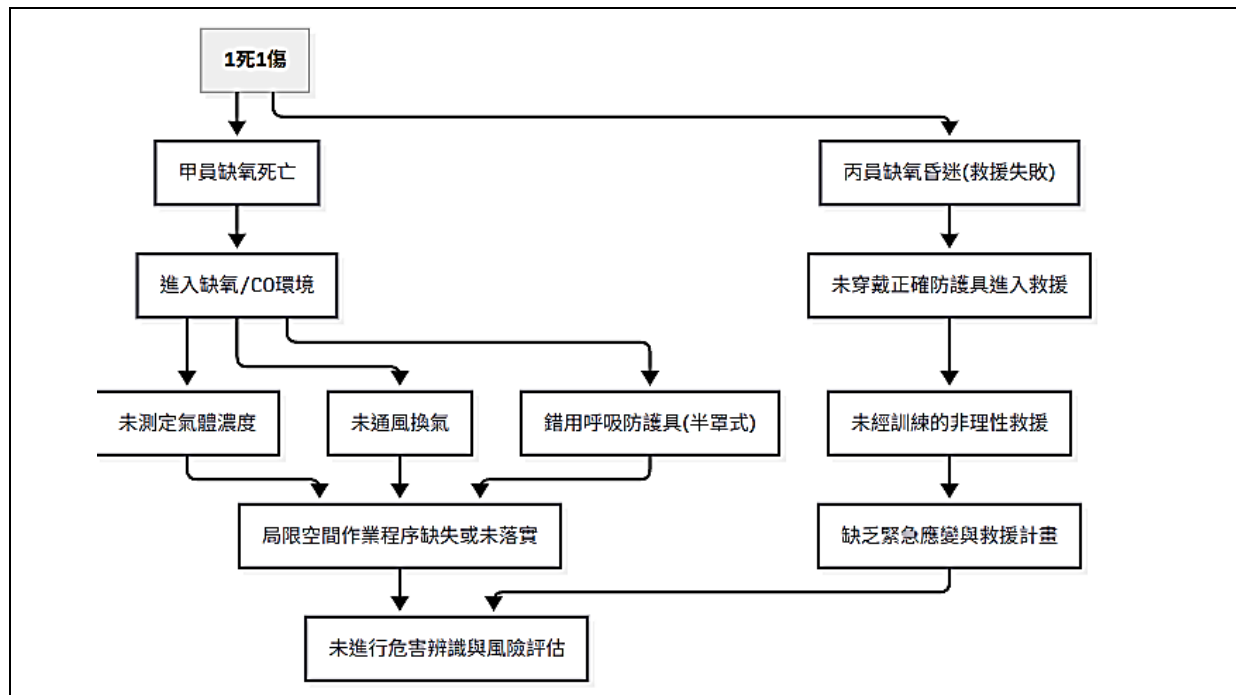 1死1傷
甲員缺氧死亡
丙員缺氧昏迷(救援失敗)
進入缺氧/CO環境
未穿戴正確防護具進入救援
未測定氣體濃度
未通風換氣
錯用呼吸防護具(半罩式)
未經訓練的非理性救援
局限空間作業程序缺失或未落實
缺乏緊急應變與救援計畫
未進行危害辨識與風險評估